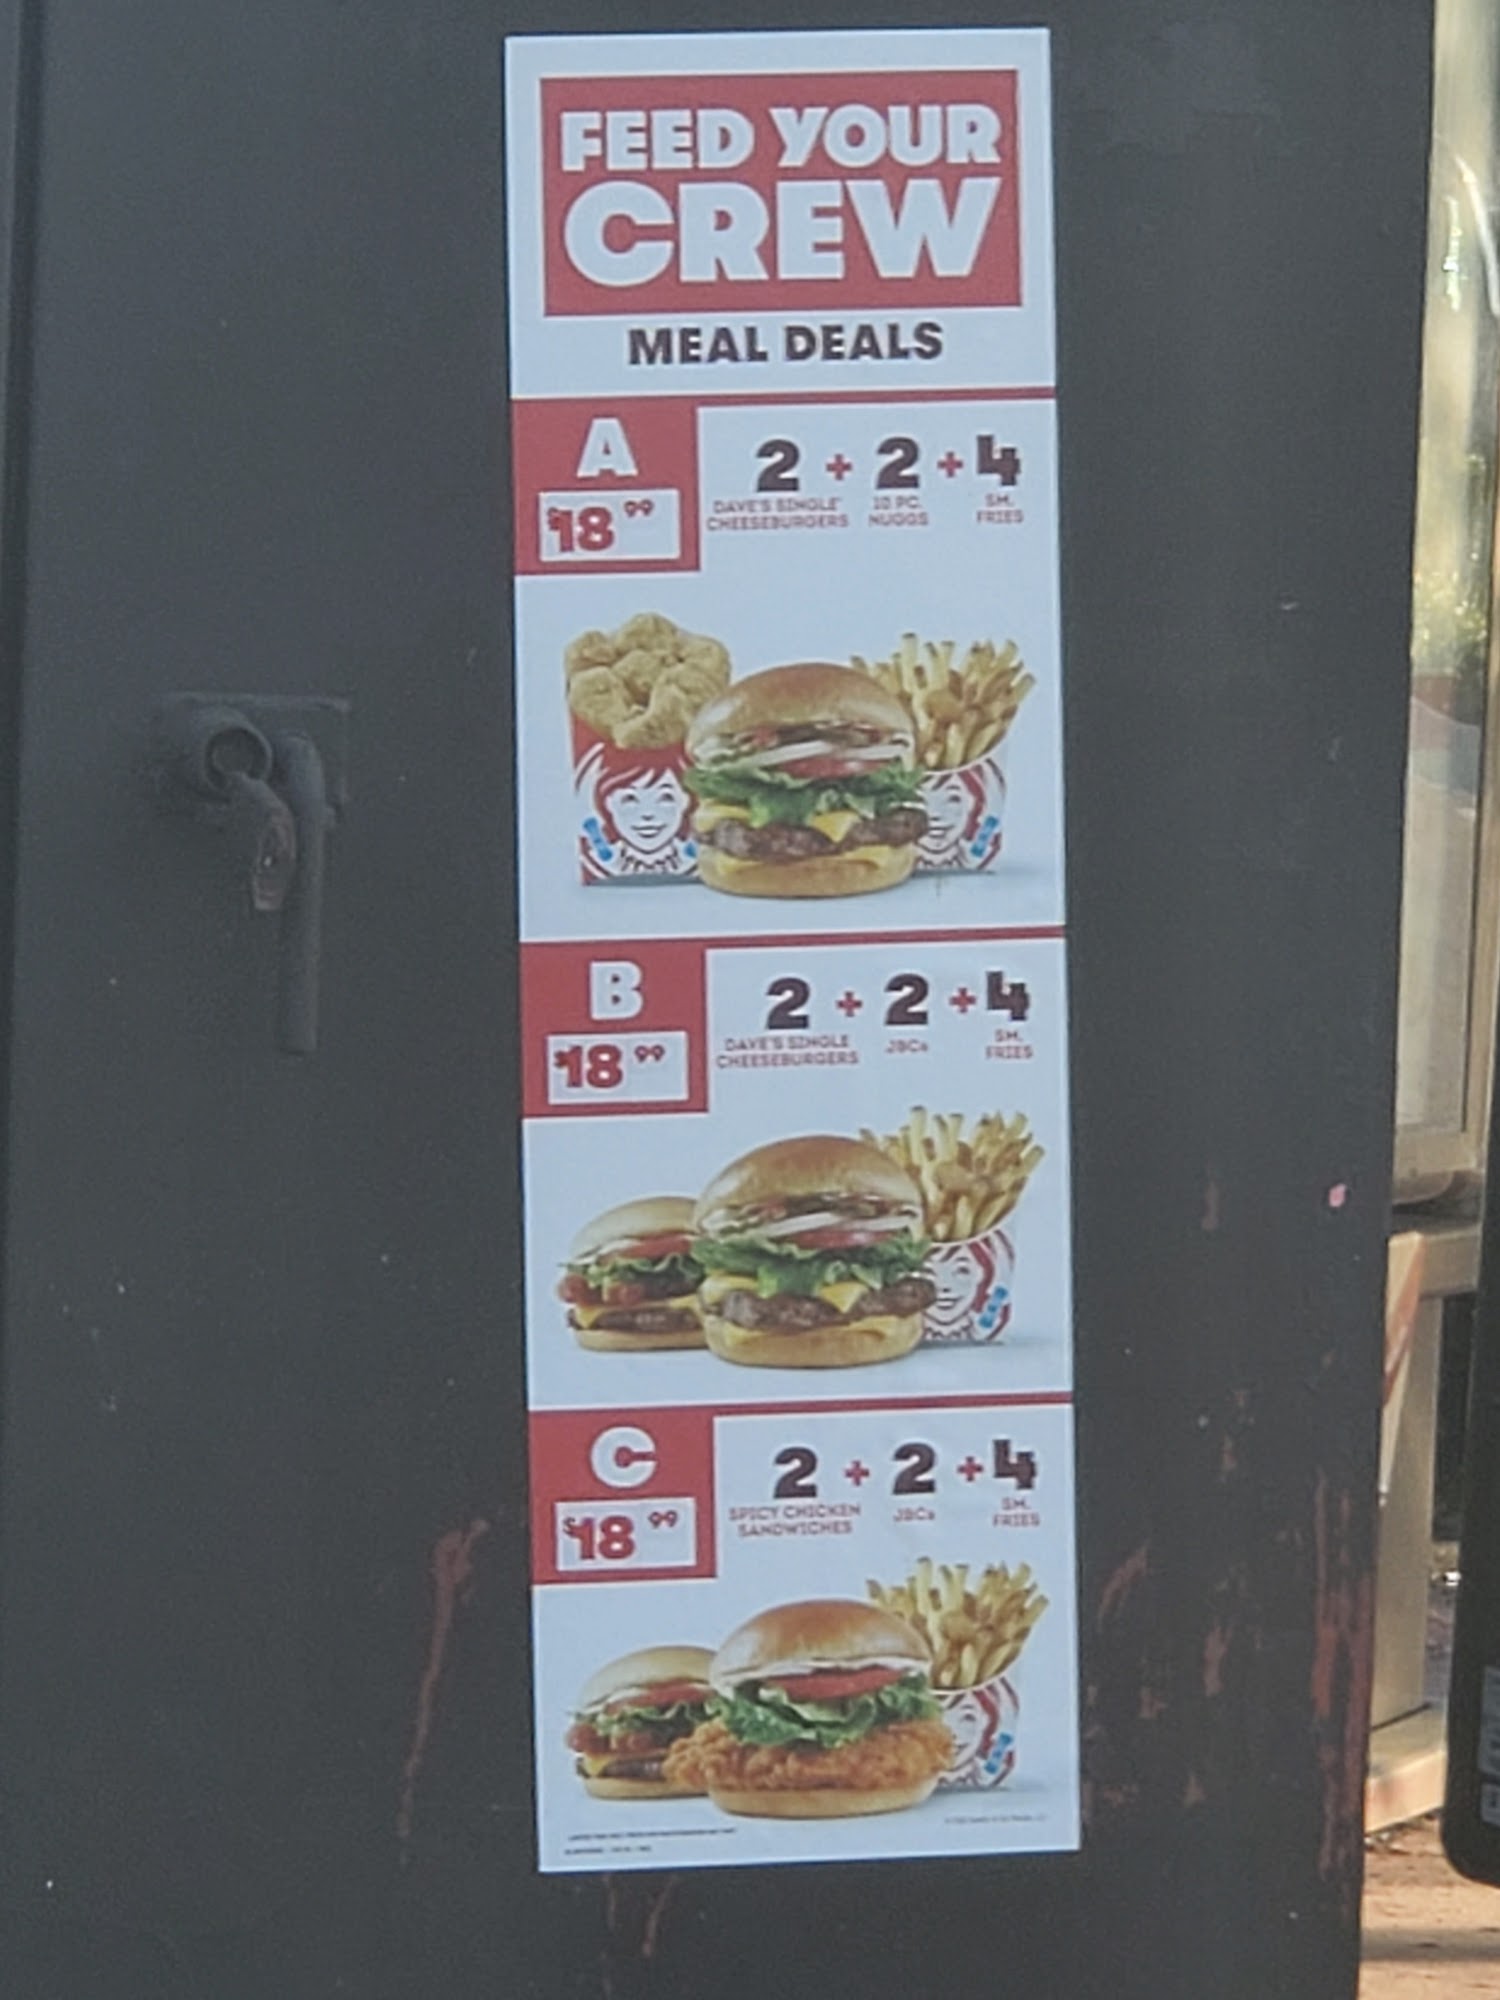 FEED YOUR
CREW
MEAL DEALS
A
$18 99
2 + 2 + 4
DAVE'S SINGLE
CHEESEBURGERS
10 PC.
NUGGS
SM.
FRIES
B
$18 99
2 + 2 + 4
DAVE'S SINGLE
CHEESEBURGERS
JBCs
SM.
FRIES
C
$18 99
2 + 2 + 4
SPICY CHICKEN
SANDWICHES
JBCs
SM.
FRIES